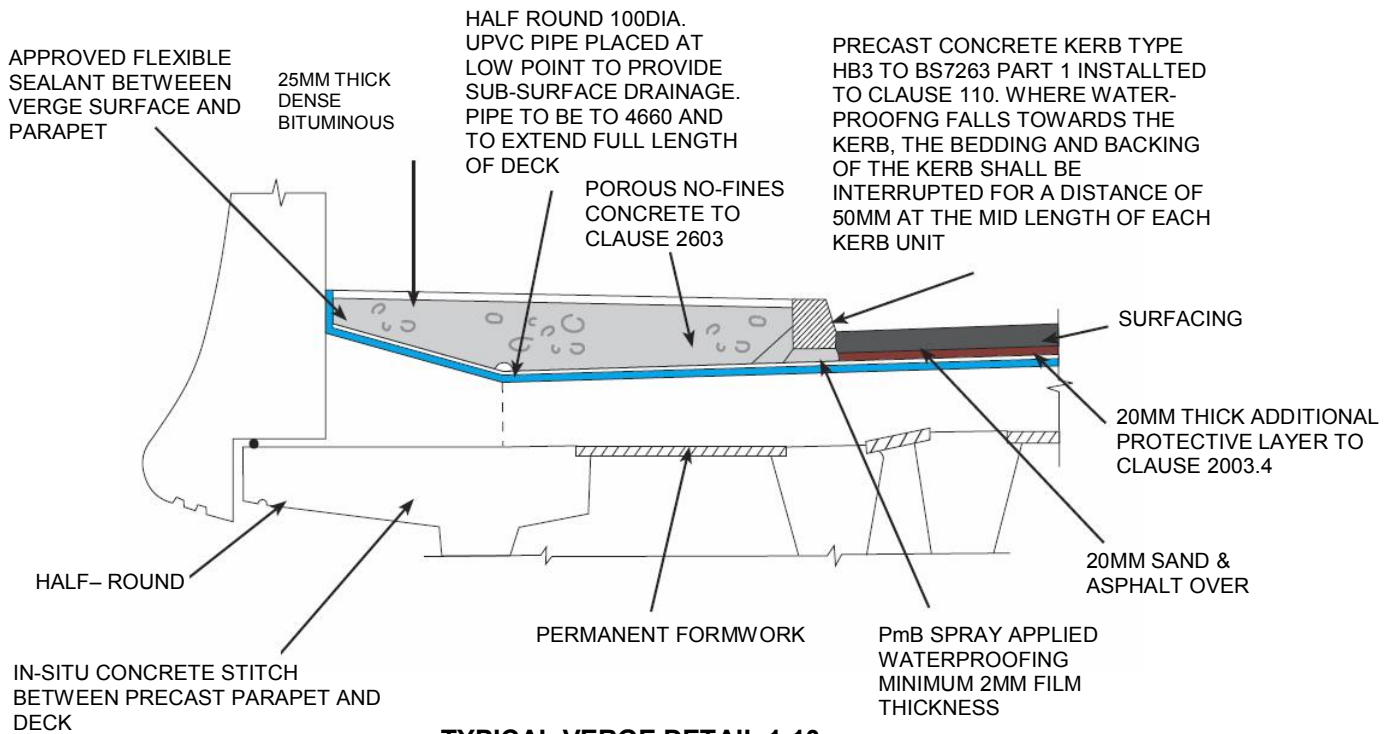 APPROVED FLEXIBLE
SEALANT BETWEEEN
VERGE SURFACE AND
PARAPET
25MM THICK
DENSE
BITUMINOUS
HALF ROUND 100DIA.
UPVC PIPE PLACED AT
LOW POINT TO PROVIDE
SUB-SURFACE DRAINAGE.
PIPE TO BE TO 4660 AND
TO EXTEND FULL LENGTH
OF DECK
POROUS NO-FINES
CONCRETE TO
CLAUSE 2603
PRECAST CONCRETE KERB TYPE
HB3 TO BS7263 PART 1 INSTALLTED
TO CLAUSE 110. WHERE WATER-
PROOFNG FALLS TOWARDS THE
KERB, THE BEDDING AND BACKING
OF THE KERB SHALL BE
INTERRUPTED FOR A DISTANCE OF
50MM AT THE MID LENGTH OF EACH
KERB UNIT
SURFACING
20MM THICK ADDITIONAL
PROTECTIVE LAYER TO
CLAUSE 2003.4
20MM SAND &
ASPHALT OVER
PmB SPRAY APPLIED
WATERPROOFING
MINIMUM 2MM FILM
THICKNESS
PERMANENT FORMWORK
HALF– ROUND
IN-SITU CONCRETE STITCH
BETWEEN PRECAST PARAPET AND
DECK
TYPICAL VERGE DETAIL